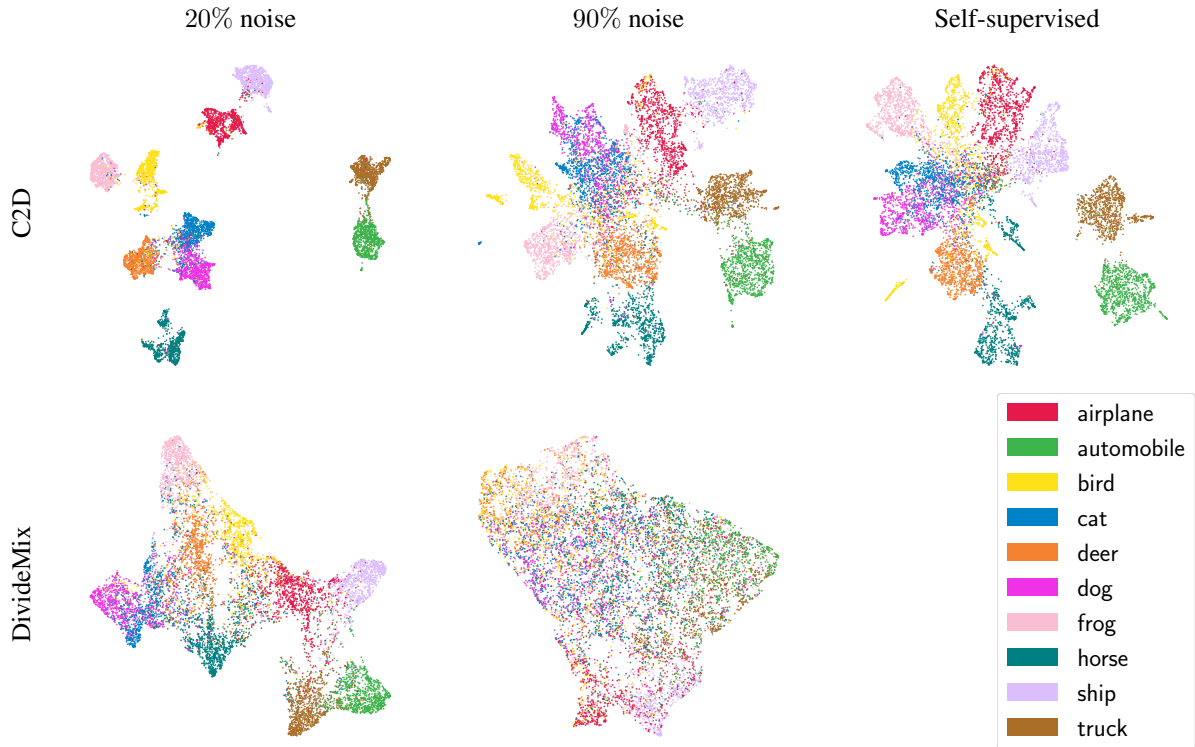 20% noise
90% noise
Self-supervised
C2D
DivideMix
airplane
automobile
bird
cat
deer
dog
frog
horse
ship
truck